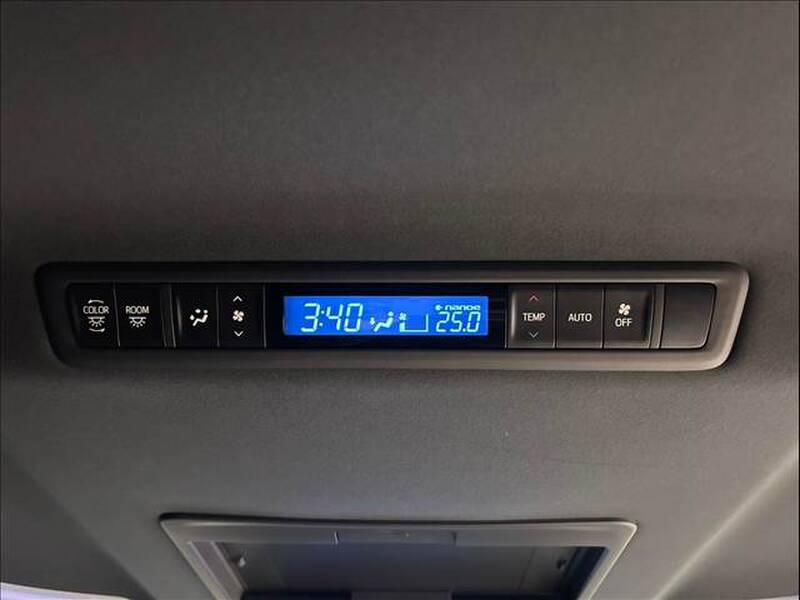 COLOR
ROOM
3:40
nanoe
25.0
TEMP
AUTO
OFF